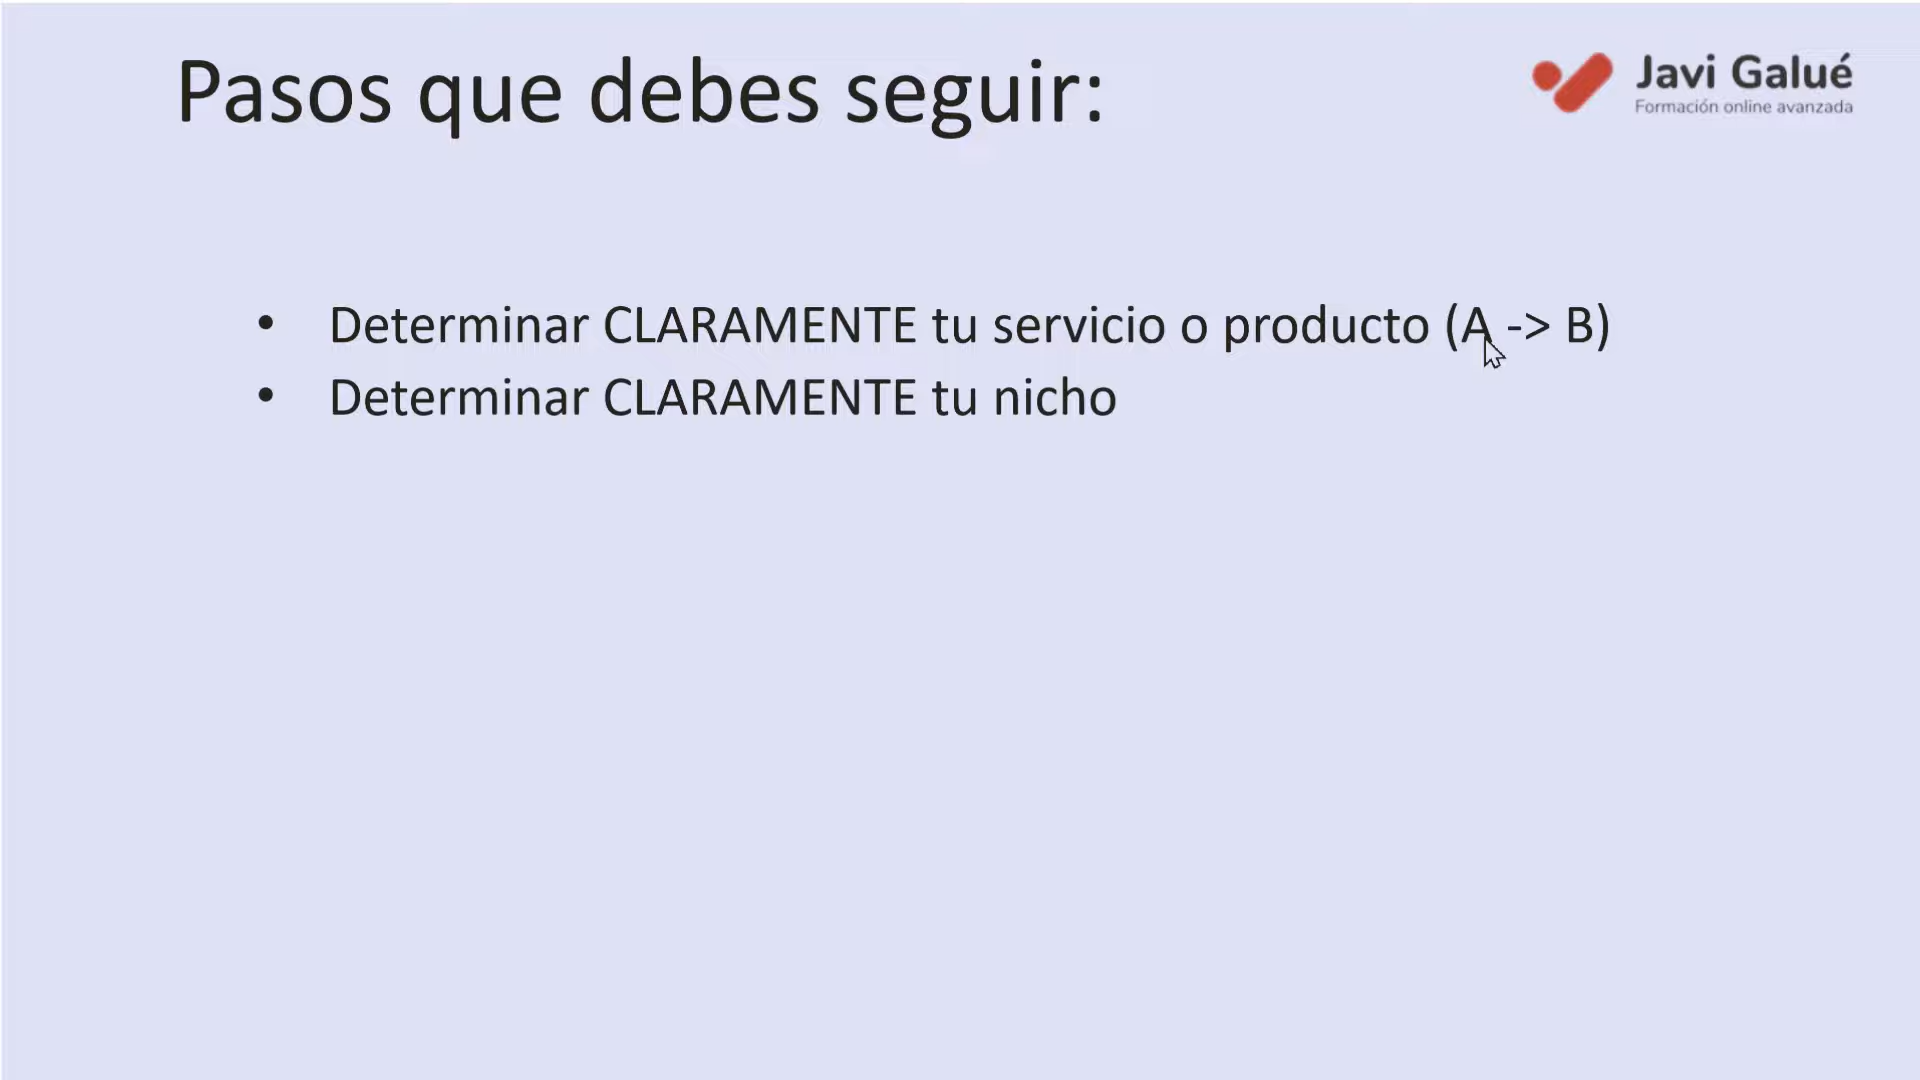 Pasos que debes seguir:
Javi Galué
Formación online avanzada
• Determinar CLARAMENTE tu servicio o producto (A -> B)
• Determinar CLARAMENTE tu nicho